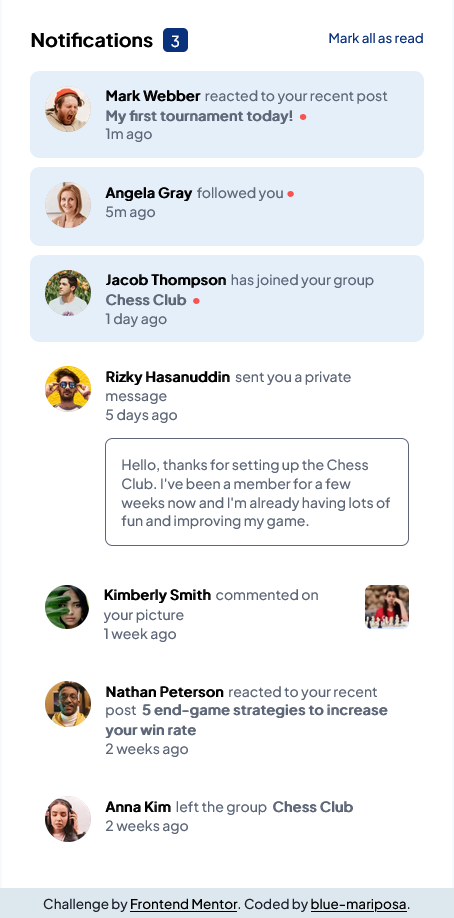 Notifications 3 Mark all as read
Mark Webber reacted to your recent post
My first tournament today!
1m ago
Angela Gray followed you
5m ago
Jacob Thompson has joined your group
Chess Club
1 day ago
Rizky Hasanuddin sent you a private
message
5 days ago
Hello, thanks for setting up the Chess
Club. I've been a member for a few
weeks now and I'm already having lots of
fun and improving my game.
Kimberly Smith commented on
your picture
1 week ago
Nathan Peterson reacted to your recent
post 5 end-game strategies to increase
your win rate
2 weeks ago
Anna Kim left the group Chess Club
2 weeks ago
Challenge by Frontend Mentor. Coded by blue-mariposa.